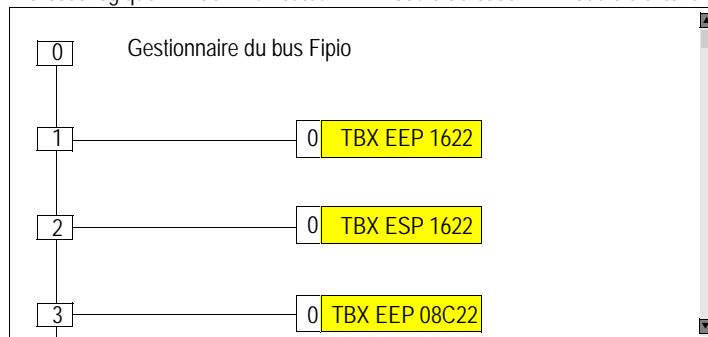 0 Gestionnaire du bus Fipio
1 0 TBX EEP 1622
2 0 TBX ESP 1622
3 0 TBX EEP 08C22